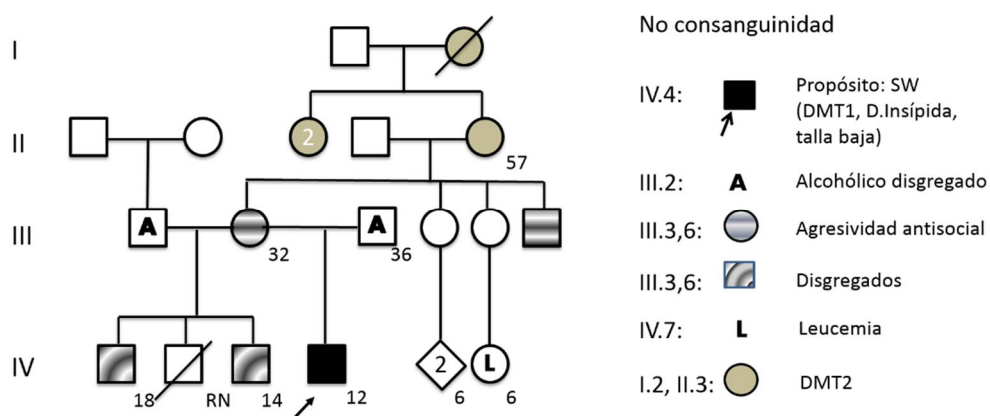 I
No consanguinidad
IV.4:
Propósito: SW
(DMT1, D.Insípida,
talla baja)
II
2
57
III.2:
A
Alcohólico disgregado
III
A
A
32
36
III.3,6:
Agresividad antisocial
III.3,6:
Disgregados
IV.7:
L
Leucemia
IV
2
L
18
RN
14
12
6
6
I.2, II.3:
DMT2